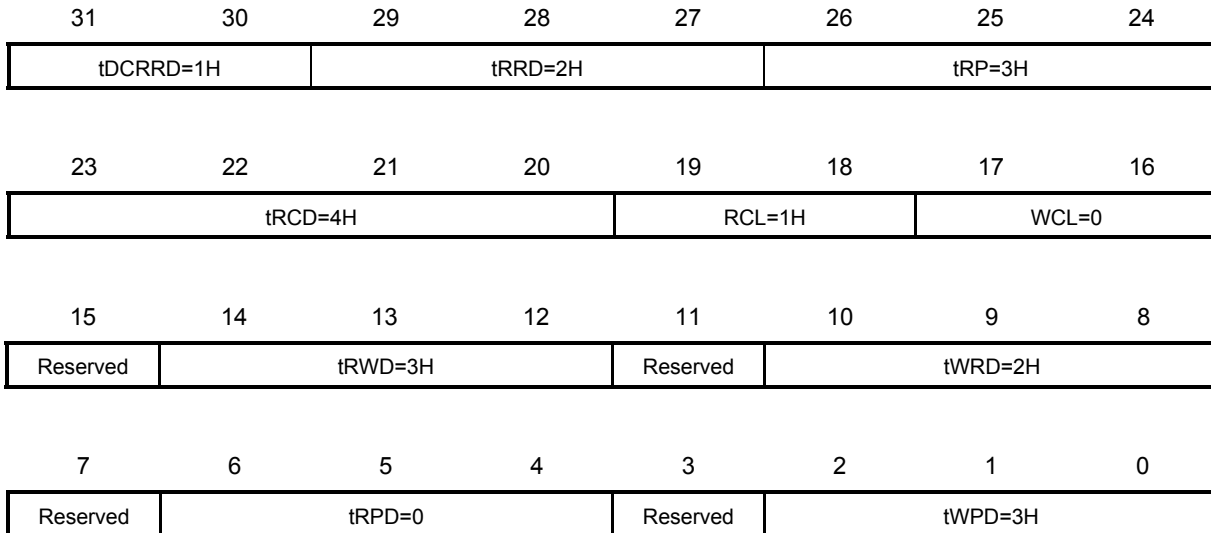 31 30 29 28 27 26 25 24
tDCRRD=1H tRRD=2H tRP=3H
23 22 21 20 19 18 17 16
tRCD=4H RCL=1H WCL=0
15 14 13 12 11 10 9 8
Reserved tRWD=3H Reserved tWRD=2H
7 6 5 4 3 2 1 0
Reserved tRPD=0 Reserved tWPD=3H